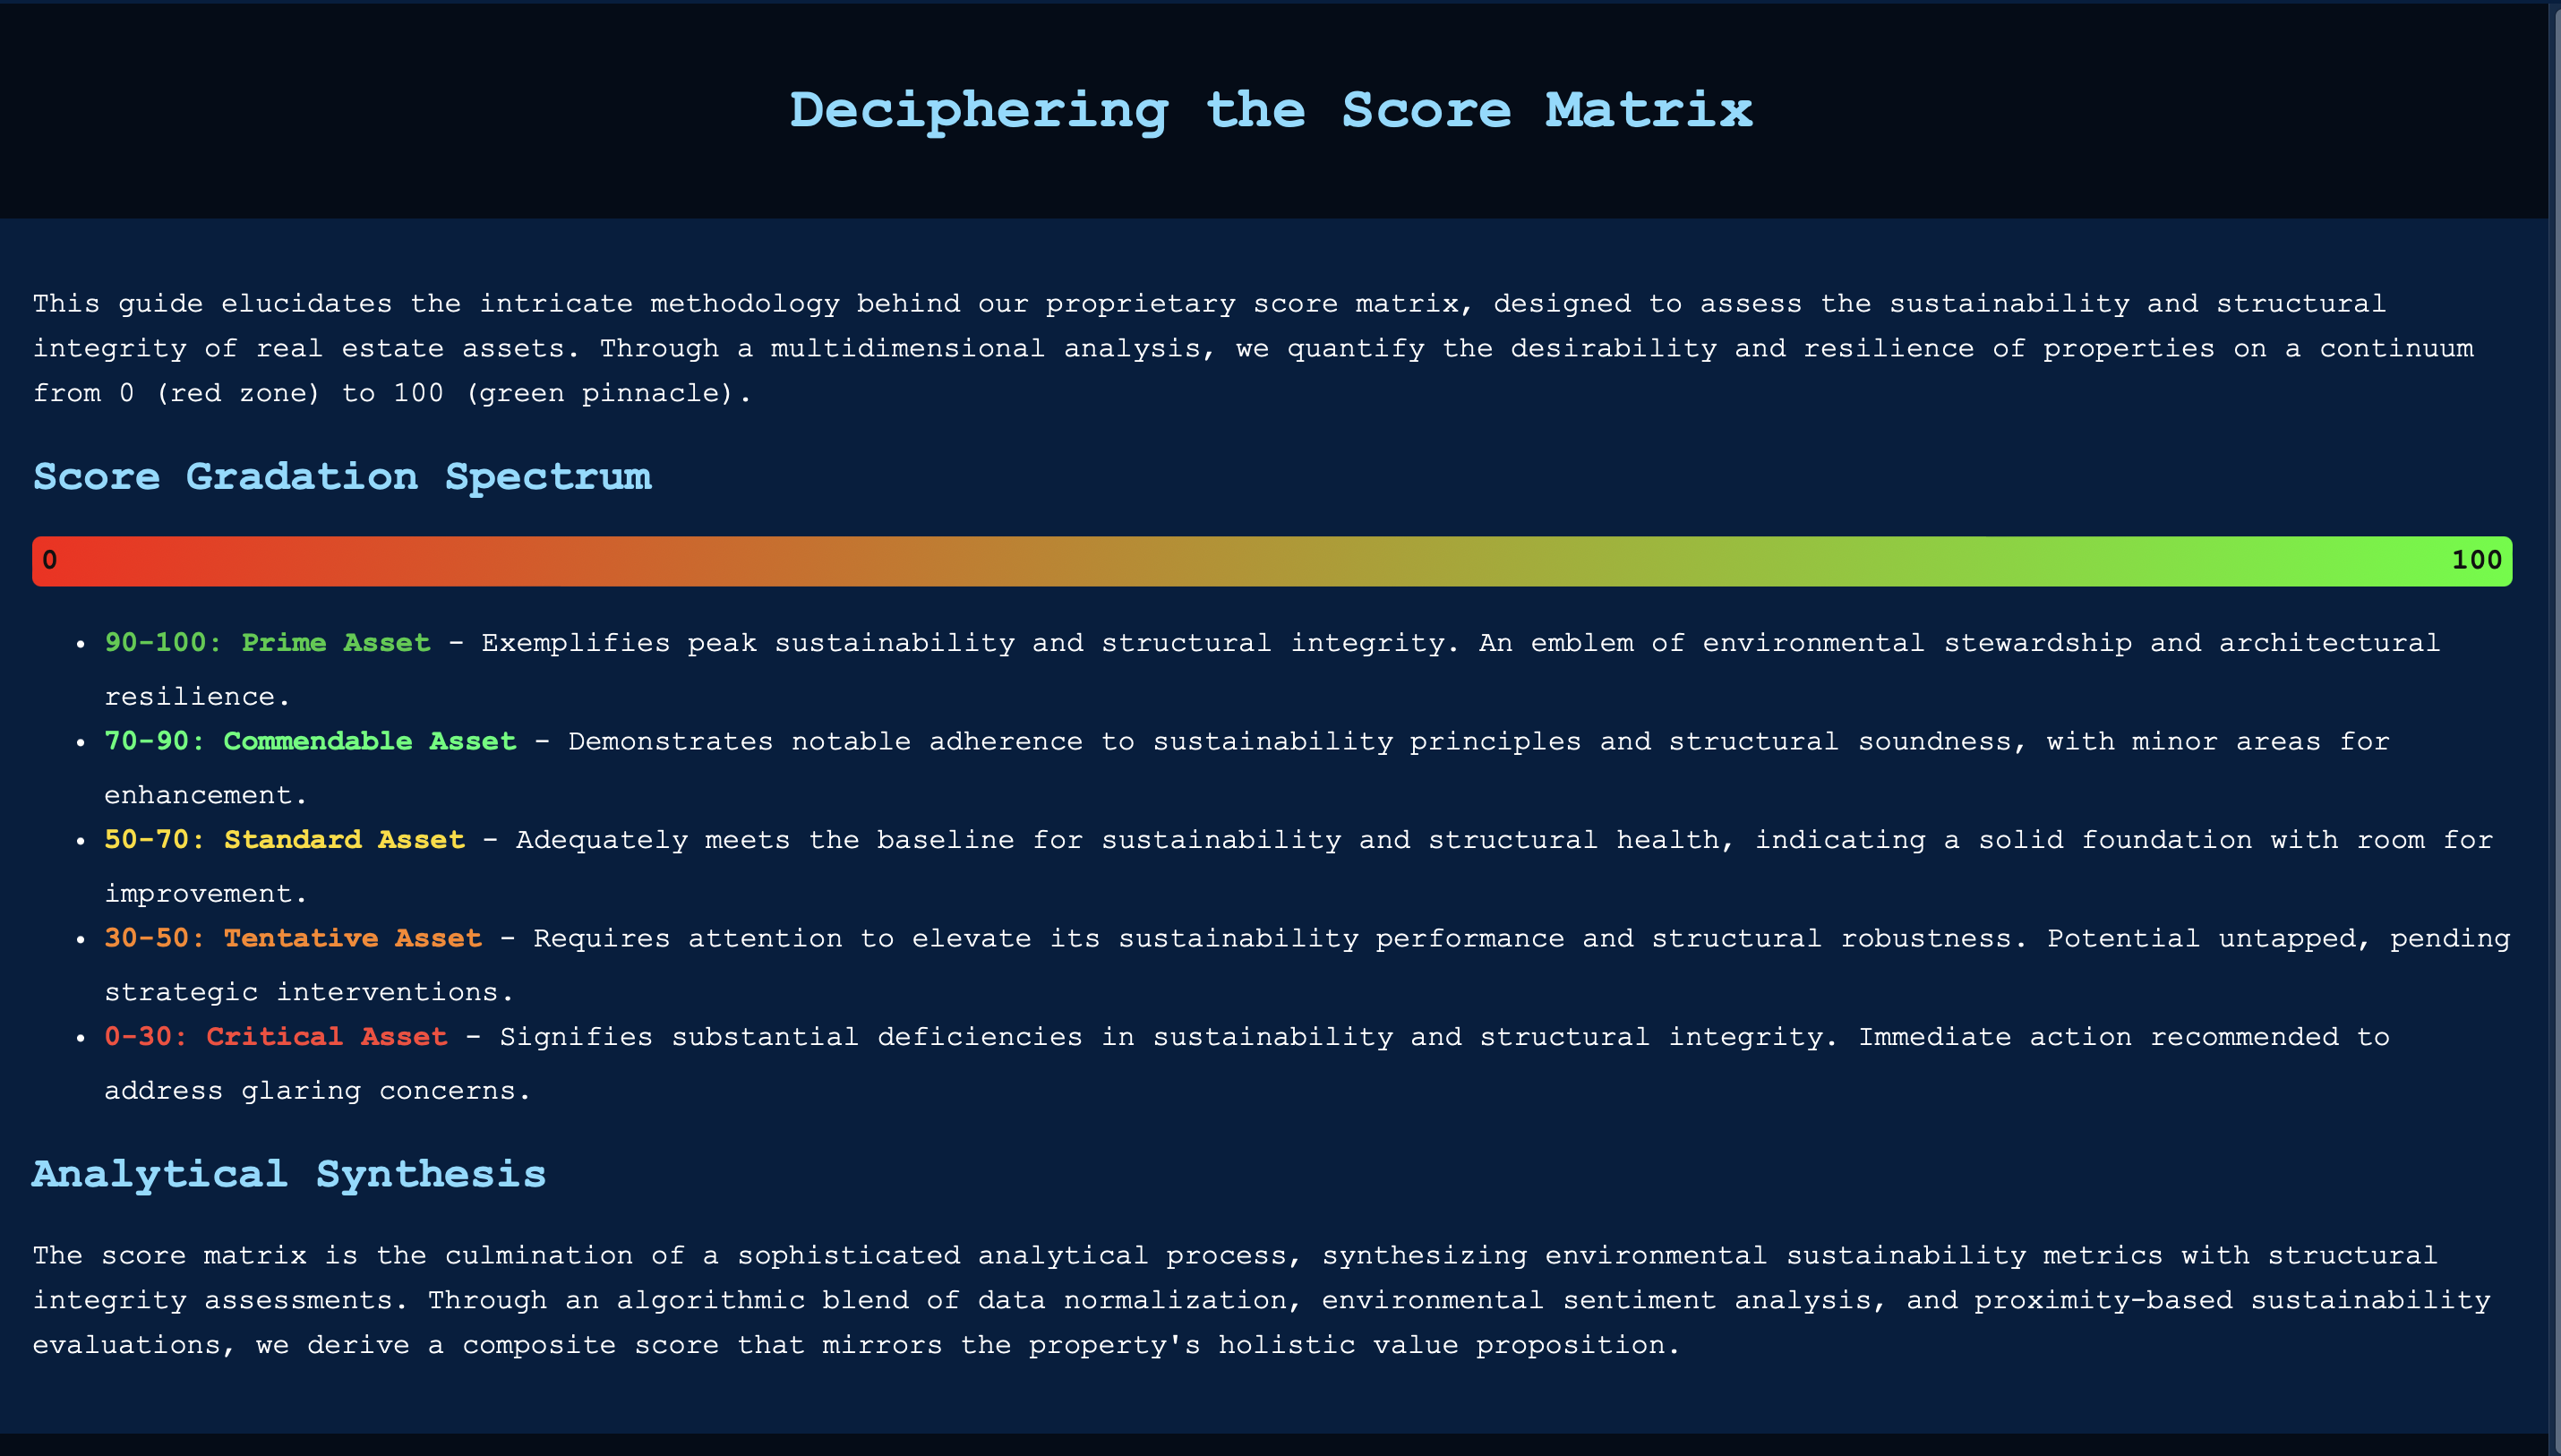 Deciphering the Score Matrix
This guide elucidates the intricate methodology behind our proprietary score matrix, designed to assess the sustainability and structural
integrity of real estate assets. Through a multidimensional analysis, we quantify the desirability and resilience of properties on a continuum
from 0 (red zone) to 100 (green pinnacle).
Score Gradation Spectrum
0 100
• 90-100: Prime Asset - Exemplifies peak sustainability and structural integrity. An emblem of environmental stewardship and architectural
resilience.
• 70-90: Commendable Asset - Demonstrates notable adherence to sustainability principles and structural soundness, with minor areas for
enhancement.
• 50-70: Standard Asset - Adequately meets the baseline for sustainability and structural health, indicating a solid foundation with room for
improvement.
• 30-50: Tentative Asset - Requires attention to elevate its sustainability performance and structural robustness. Potential untapped, pending
strategic interventions.
• 0-30: Critical Asset - Signifies substantial deficiencies in sustainability and structural integrity. Immediate action recommended to
address glaring concerns.
Analytical Synthesis
The score matrix is the culmination of a sophisticated analytical process, synthesizing environmental sustainability metrics with structural
integrity assessments. Through an algorithmic blend of data normalization, environmental sentiment analysis, and proximity-based sustainability
evaluations, we derive a composite score that mirrors the property's holistic value proposition.